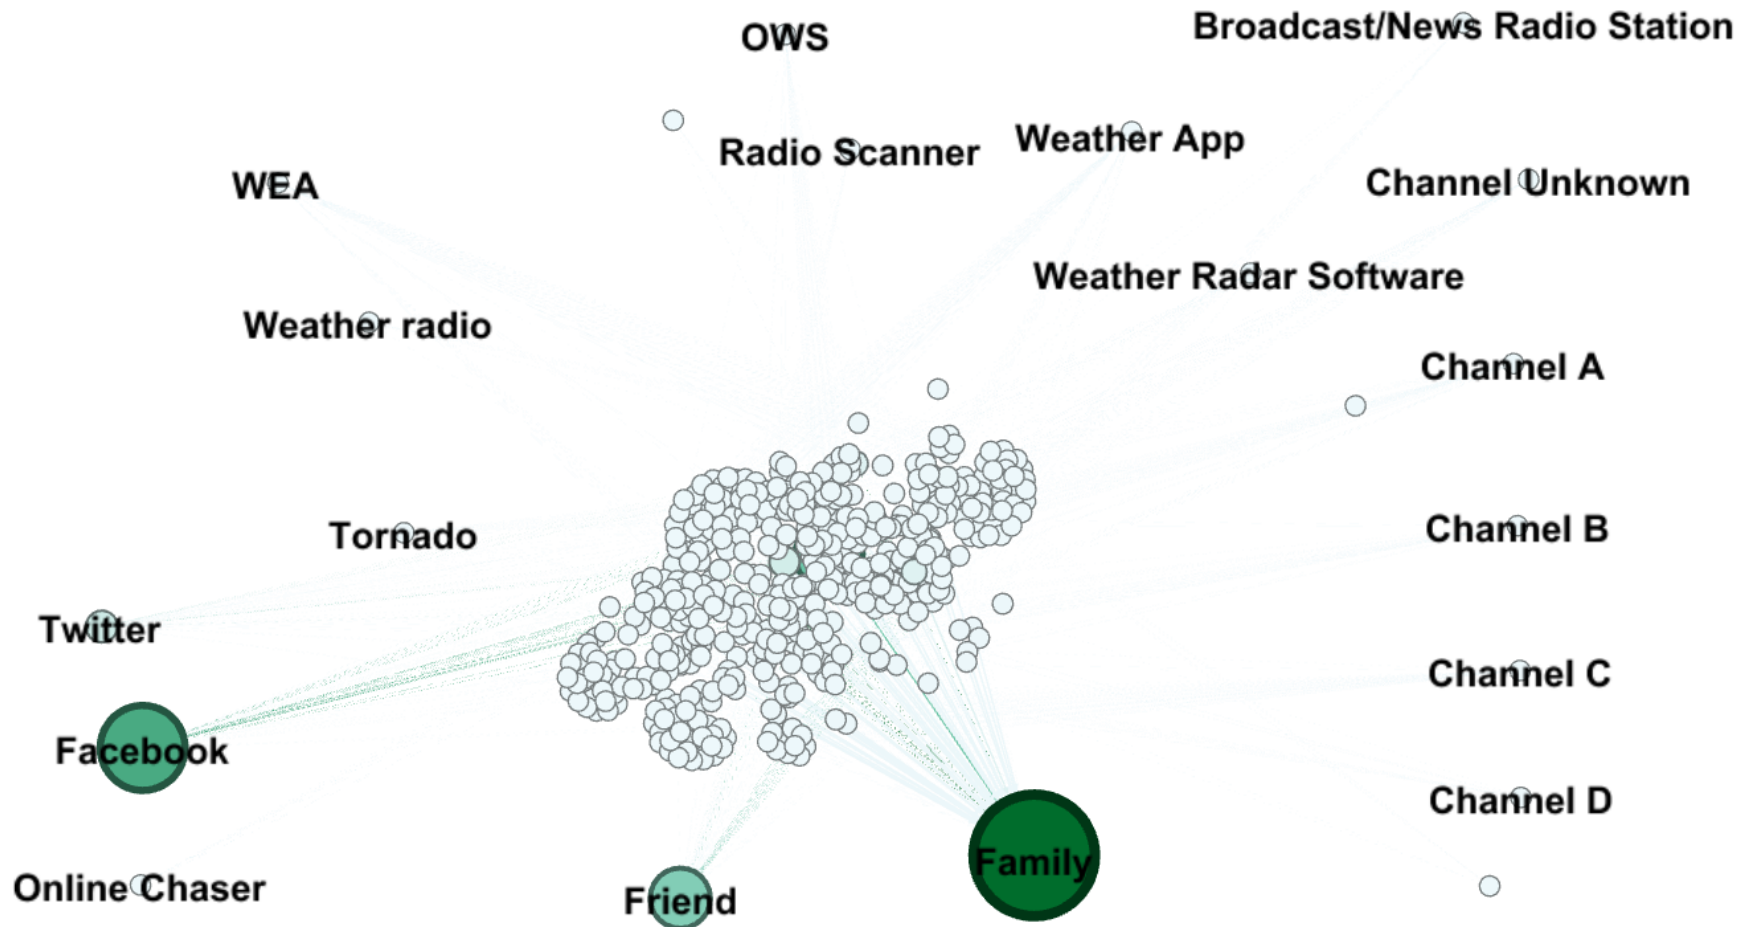 Broadcast/News Radio Station
OWS
Radio Scanner
Weather App
WEA
Channel Unknown
Weather Radar Software
Weather radio
Channel A
Tornado
Channel B
Twitter
Channel C
Facebook
Channel D
Family
Online Chaser
Friend